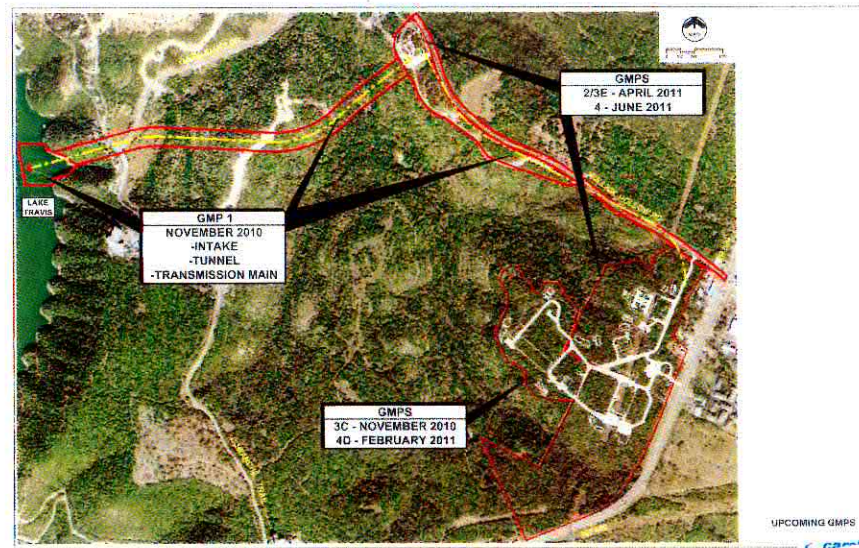 GMPS
2/3E - APRIL 2011
4 - JUNE 2011
LAKE
TRAVIS
GMP 1
NOVEMBER 2010
-INTAKE
-TUNNEL
-TRANSMISSION MAIN
GMPS
3C - NOVEMBER 2010
4D - FEBRUARY 2011
UPCOMING GMPS